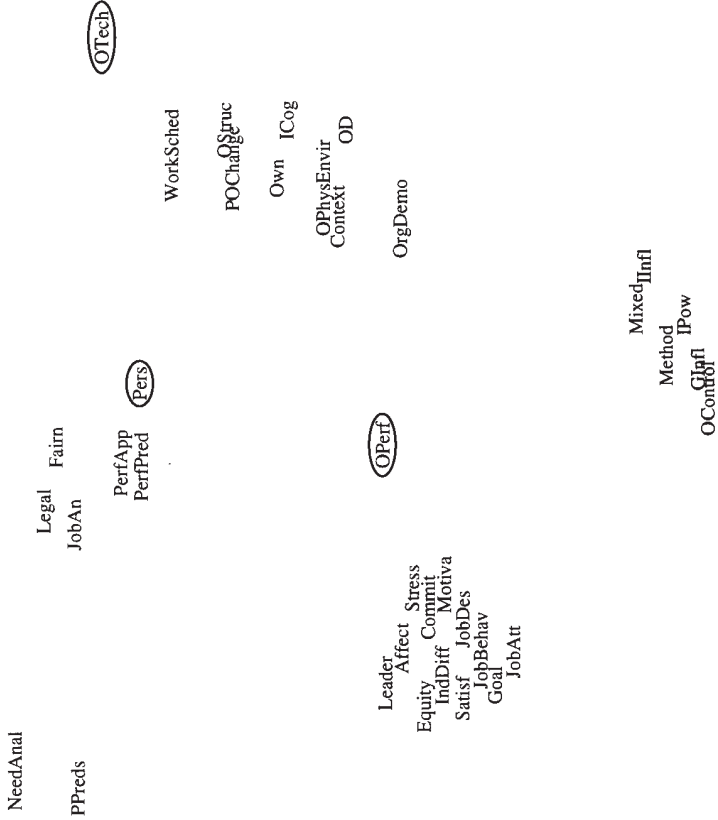 NeedAnal
PPreds
Legal
JobAn
Fairn
PerfApp
PerfPred
Pers
OTech
WorkSched
OStruc
POChange
Own
ICog
OPhysEnvir
Context
OD
OrgDemo
OPerf
Leader
Affect
Stress
Equity
Commit
IndDiff
Motiva
Satisf
JobDes
JobBehav
Goal
JobAtt
Mixed
IInfl
Method
IPow
GInfl
OControl